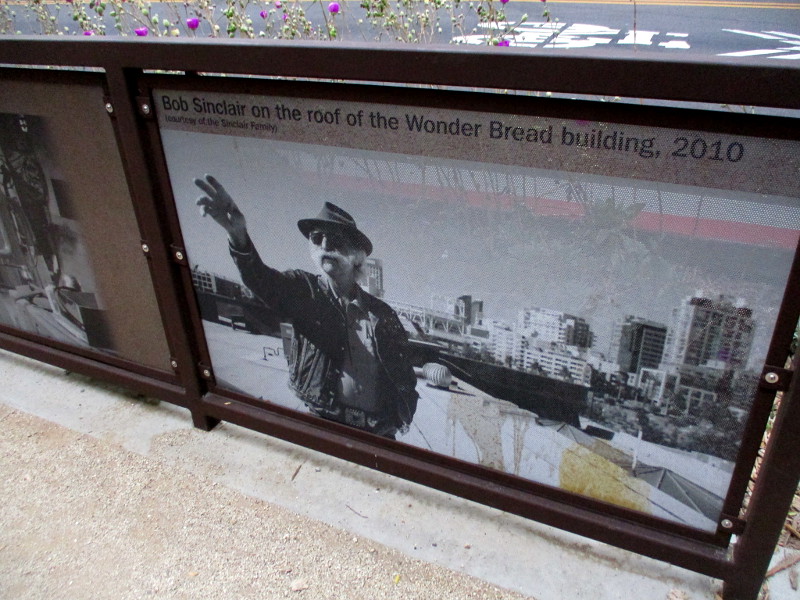 Bob Sinclair on the roof of the Wonder Bread building, 2010
(courtesy of the Sinclair Family)